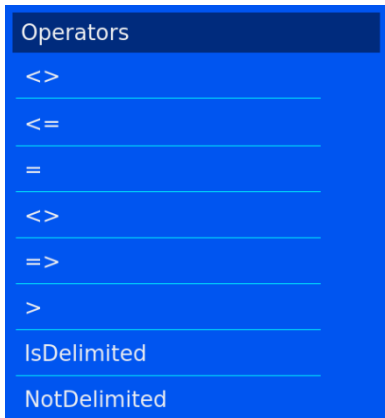 Operators
<>
<=
=
<>
=>
>
IsDelimited
NotDelimited